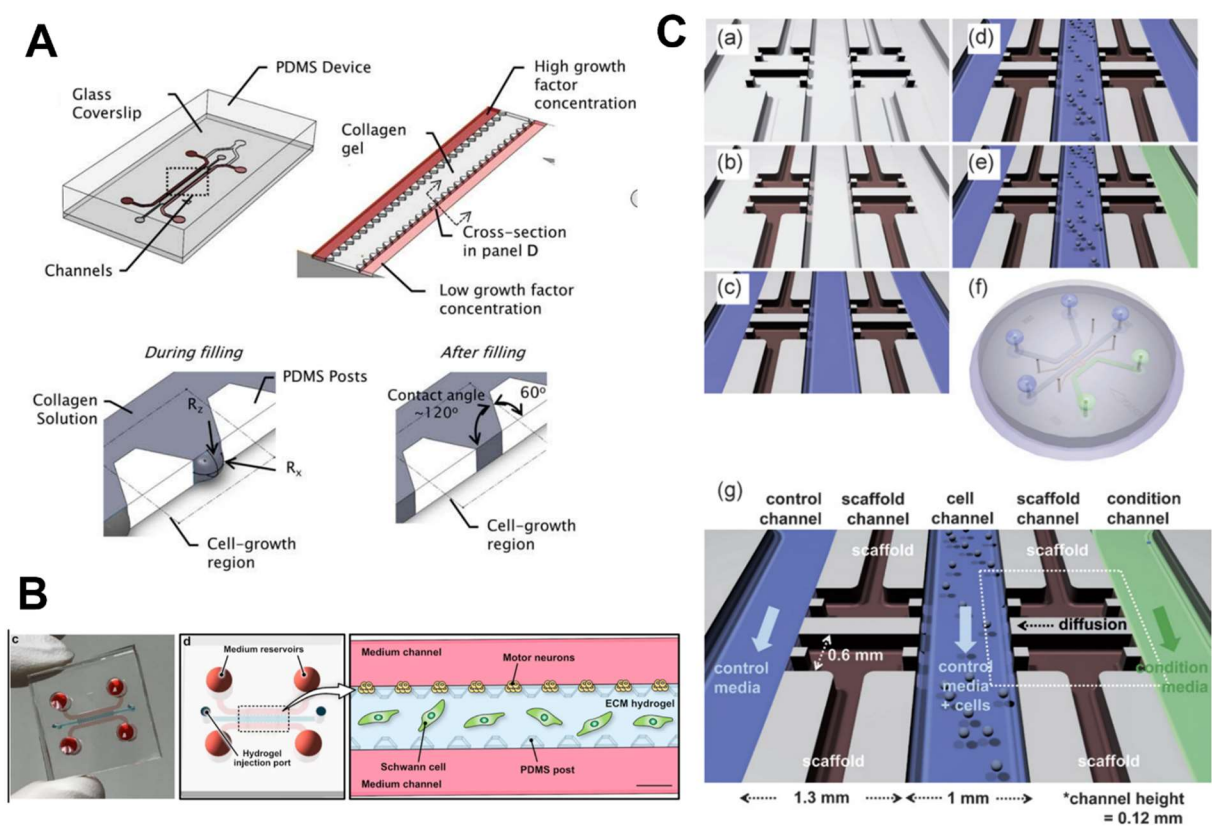 A
PDMS Device
Glass
Coverslip
Channels
High growth
factor
concentration
Collagen
gel
Cross-section
in panel D
Low growth factor
concentration
During filling
After filling
Collagen
Solution
PDMS Posts
Rz
Rx
Cell-growth
region
Contact angle
~120°
60°
Cell-growth
region
B
c
d
Medium reservoirs
Hydrogel
injection port
Medium channel
Motor neurons
ECM hydrogel
Schwann cell
PDMS post
Medium channel
C
(a)
(b)
(c)
(d)
(e)
(f)
(g)
control
channel
scaffold
channel
cell
channel
scaffold
channel
condition
channel
scaffold
scaffold
diffusion
0.6 mm
control
media
control
media
+ cells
condition
media
scaffold
scaffold
1.3 mm
1 mm
*channel height
= 0.12 mm